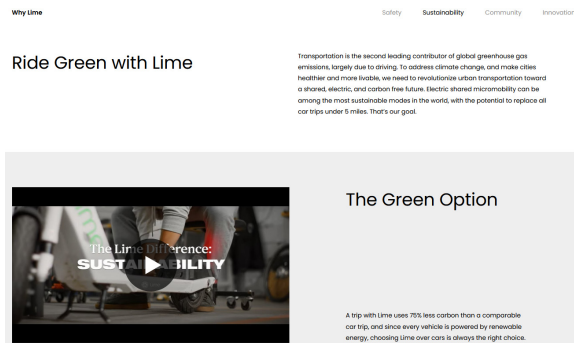 Why Lime
Safety Sustainability Community Innovation
Ride Green with Lime
Transportation is the second leading contributor of global greenhouse gas
emissions, largely due to driving. To address climate change, and make cities
healthier and more livable, we need to revolutionize urban transportation toward
a shared, electric, and carbon free future. Electric shared micromobility can be
among the most sustainable modes in the world, with the potential to replace all
car trips under 5 miles. That's our goal.
The Lime Difference:
SUSTAINABILITY
The Green Option
A trip with Lime uses 75% less carbon than a comparable
car trip, and since every vehicle is powered by renewable
energy, choosing Lime over cars is always the right choice.